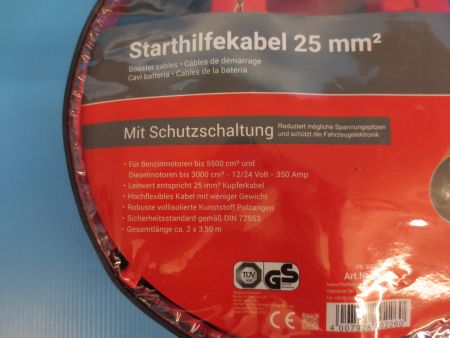 Starthilfekabel 25 mm²
Booster cables • Câbles de démarrage
Cavi batteria • Cables de la bateria
Mit Schutzschaltung
Reduziert mögliche Spannungsspitzen
und schützt die Fahrzeugelektronik
• Für Benzinmotoren bis 5500 cm³ und
Dieselmotoren bis 3000 cm³ - 12/24 Volt - 350 Amp
• Leitwert entspricht 25 mm² Kupferkabel
• Hochflexibles Kabel mit weniger Gewicht
• Robuste vollisolierte Kunststoff Polzangen
• Sicherheitsstandard gemäß DIN 72553
• Gesamtlänge ca. 2 x 3,50 m
TÜV
GS
CE
Art.